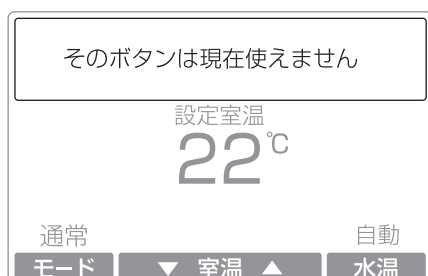 そのボタンは現在使えません
設定室温
22℃
通常 自動
モード ▼ 室温 ▲ 水温